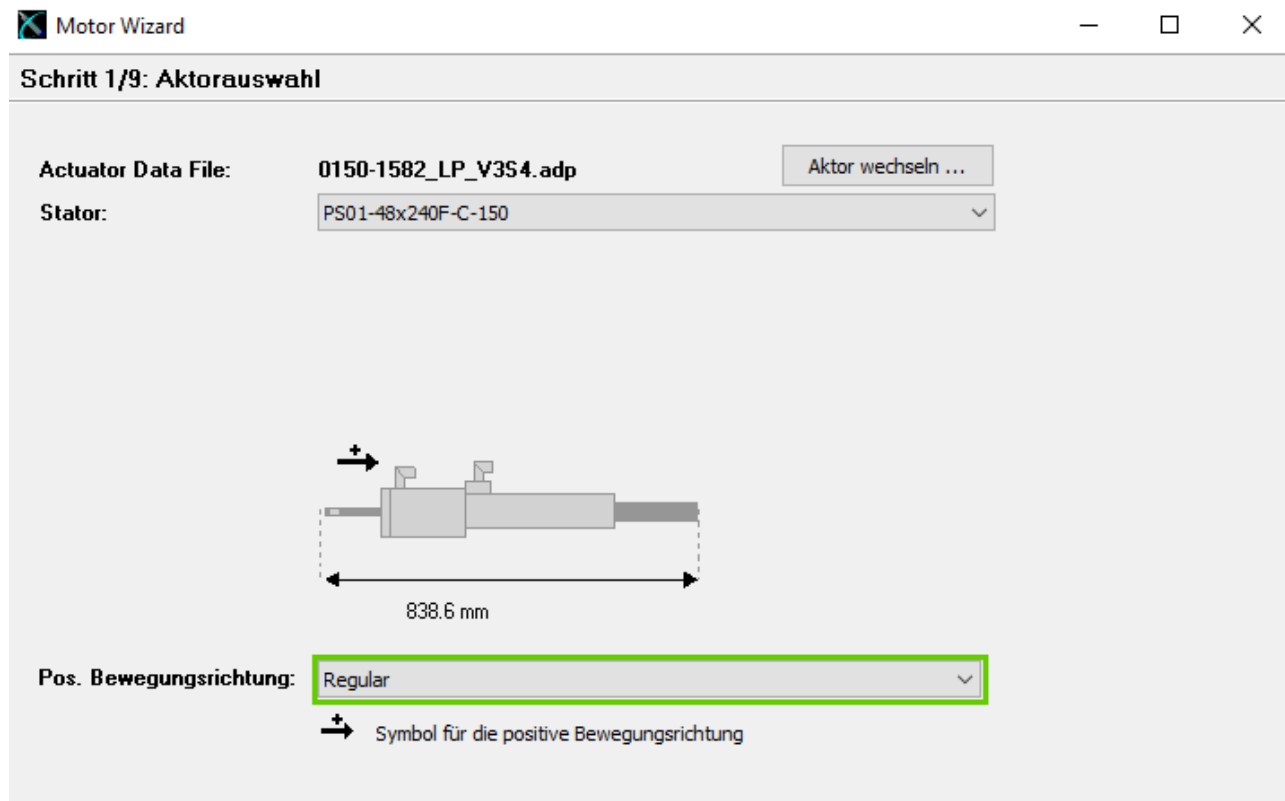 Motor Wizard
Schritt 1/9: Aktorauswahl
Actuator Data File: 0150-1582_LP_V3S4.adp Aktor wechseln ...
Stator: PS01-48x240F-C-150
+
838.6 mm
Pos. Bewegungsrichtung: Regular
+ Symbol für die positive Bewegungsrichtung